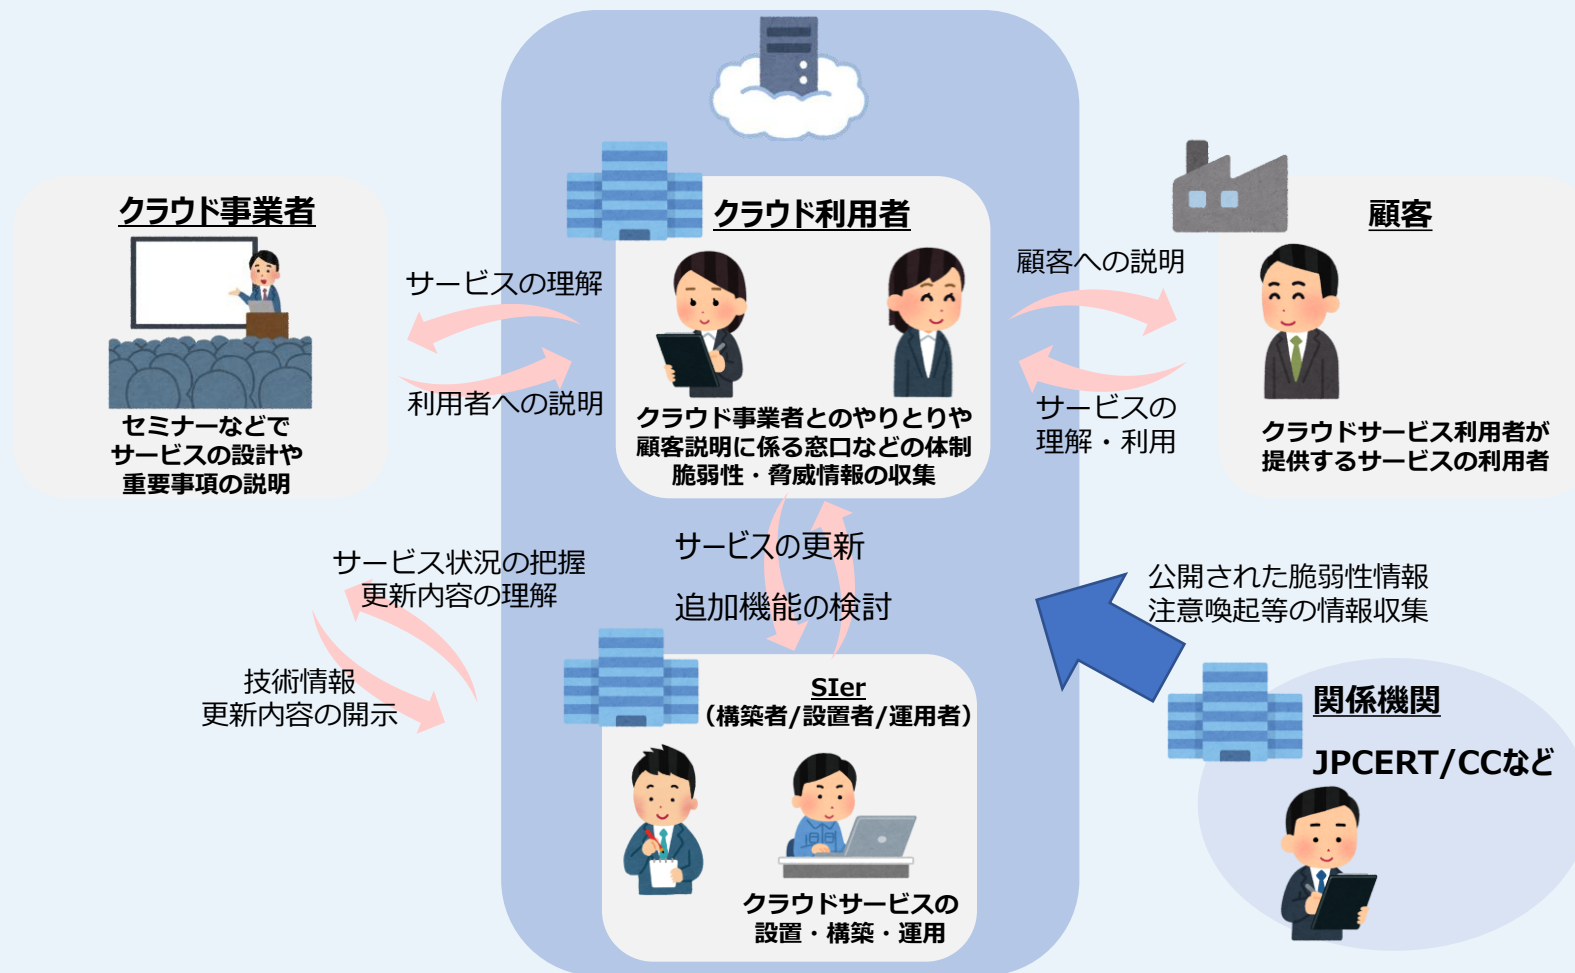 クラウド事業者
セミナーなどで
サービスの設計や
重要事項の説明
サービスの理解
利用者への説明
クラウド利用者
クラウド事業者とのやりとりや
顧客説明に係る窓口などの体制
脆弱性・脅威情報の収集
顧客への説明
サービスの
理解・利用
顧客
クラウドサービス利用者が
提供するサービスの利用者
サービス状況の把握
更新内容の理解
技術情報
更新内容の開示
サービスの更新
追加機能の検討
SIer
（構築者/設置者/運用者）
クラウドサービスの
設置・構築・運用
公開された脆弱性情報
注意喚起等の情報収集
関係機関
JPCERT/CCなど